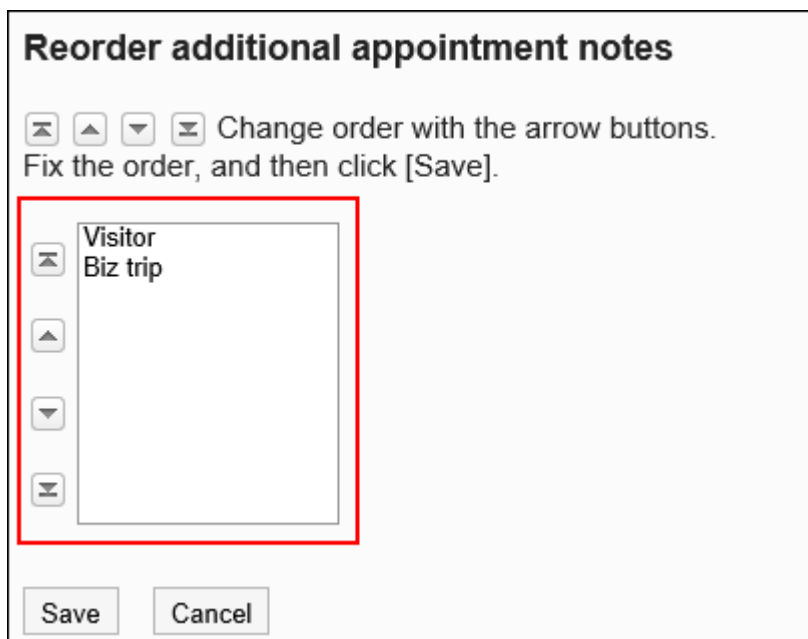 Reorder additional appointment notes
Change order with the arrow buttons.
Fix the order, and then click [Save].
Visitor
Biz trip
Save
Cancel